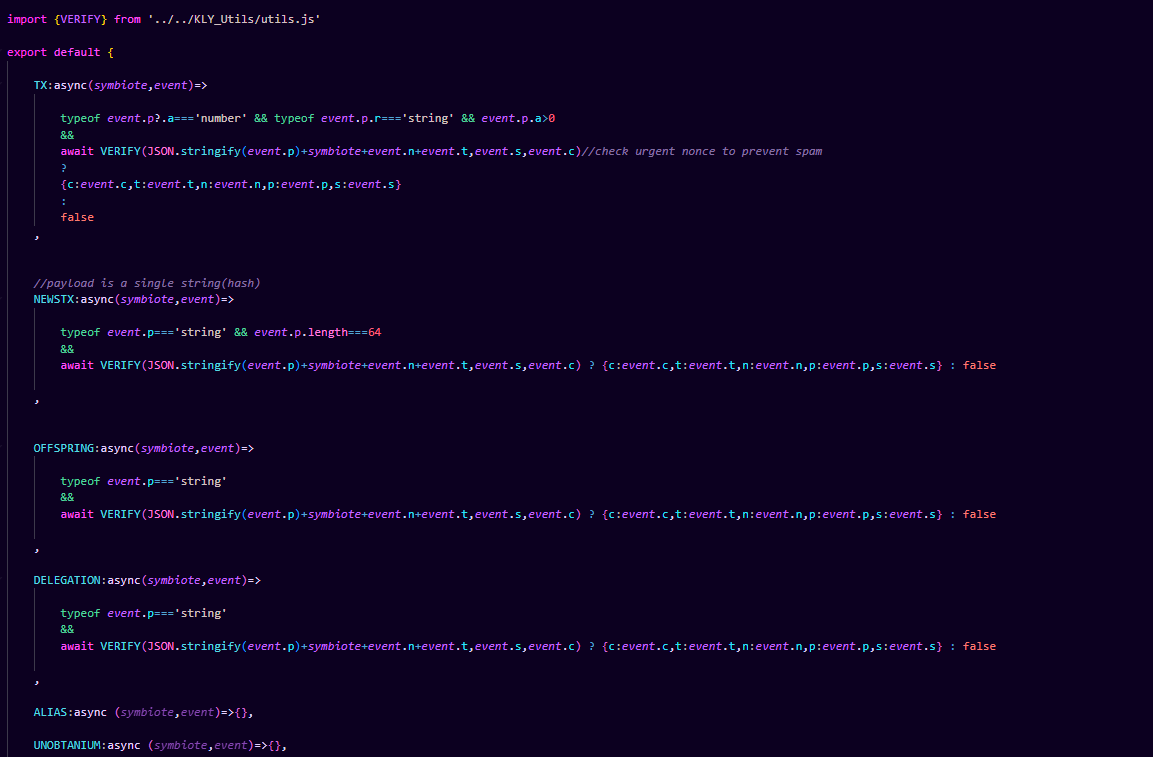 import {VERIFY} from '../../KLY_Utils/utils.js'
export default {
TX:async(symbiote,event)=>
typeof event.p?.a==='number' && typeof event.p.r==='string' && event.p.a>0
&&
await VERIFY(JSON.stringify(event.p)+symbiote+event.n+event.t,event.s,event.c)//check urgent nonce to prevent spam
?
{c:event.c,t:event.t,n:event.n,p:event.p,s:event.s}
:
false
,
//payload is a single string(hash)
NEWSTX:async(symbiote,event)=>
typeof event.p==='string' && event.p.length===64
&&
await VERIFY(JSON.stringify(event.p)+symbiote+event.n+event.t,event.s,event.c) ? {c:event.c,t:event.t,n:event.n,p:event.p,s:event.s} : false
,
OFFSPRING:async(symbiote,event)=>
typeof event.p==='string'
&&
await VERIFY(JSON.stringify(event.p)+symbiote+event.n+event.t,event.s,event.c) ? {c:event.c,t:event.t,n:event.n,p:event.p,s:event.s} : false
,
DELEGATION:async(symbiote,event)=>
typeof event.p==='string'
&&
await VERIFY(JSON.stringify(event.p)+symbiote+event.n+event.t,event.s,event.c) ? {c:event.c,t:event.t,n:event.n,p:event.p,s:event.s} : false
,
ALIAS:async (symbiote,event)=>{},
UNOBTANIUM:async (symbiote,event)=>{},